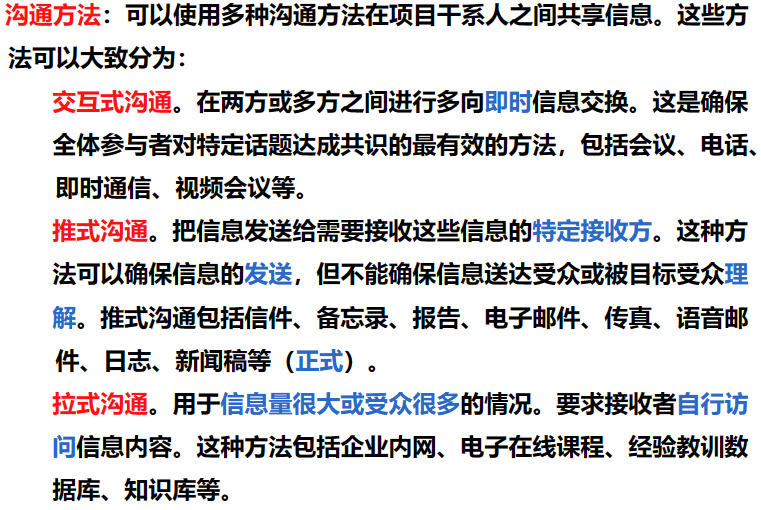 沟通方法：可以使用多种沟通方法在项目干系人之间共享信息。这些方
法可以大致分为：
交互式沟通。在两方或多方之间进行多向即时信息交换。这是确保
全体参与者对特定话题达成共识的最有效的方法，包括会议、电话、
即时通信、视频会议等。
推式沟通。把信息发送给需要接收这些信息的特定接收方。这种方
法可以确保信息的发送，但不能确保信息送达受众或被目标受众理
解。推式沟通包括信件、备忘录、报告、电子邮件、传真、语音邮
件、日志、新闻稿等（正式）。
拉式沟通。用于信息量很大或受众很多的情况。要求接收者自行访
问信息内容。这种方法包括企业内网、电子在线课程、经验教训数
据库、知识库等。